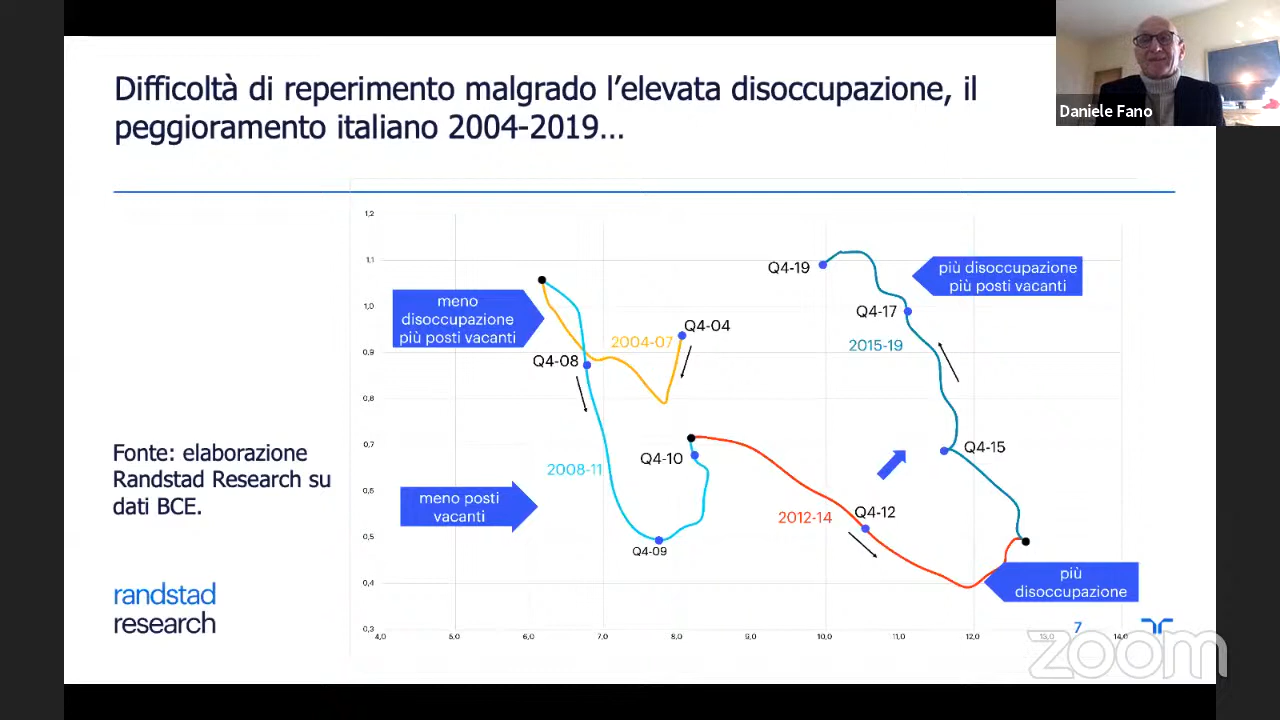 Difficoltà di reperimento malgrado l'elevata disoccupazione, il
peggioramento italiano 2004-2019...
Daniele Fano
1,2
1,1
1,0
0,9
0,8
0,7
0,6
0,5
0,4
0,3
4,0
5,0
6,0
7,0
8,0
9,0
10,0
11,0
12,0
13,0
14,0
meno
disoccupazione
più posti vacanti
Q4-04
2004-07
Q4-08
2008-11
Q4-10
Q4-09
meno posti
vacanti
Q4-19
più disoccupazione
più posti vacanti
Q4-17
2015-19
Q4-15
Q4-12
2012-14
più
disoccupazione
Fonte: elaborazione
Randstad Research su
dati BCE.
randstad
research
7
zoom